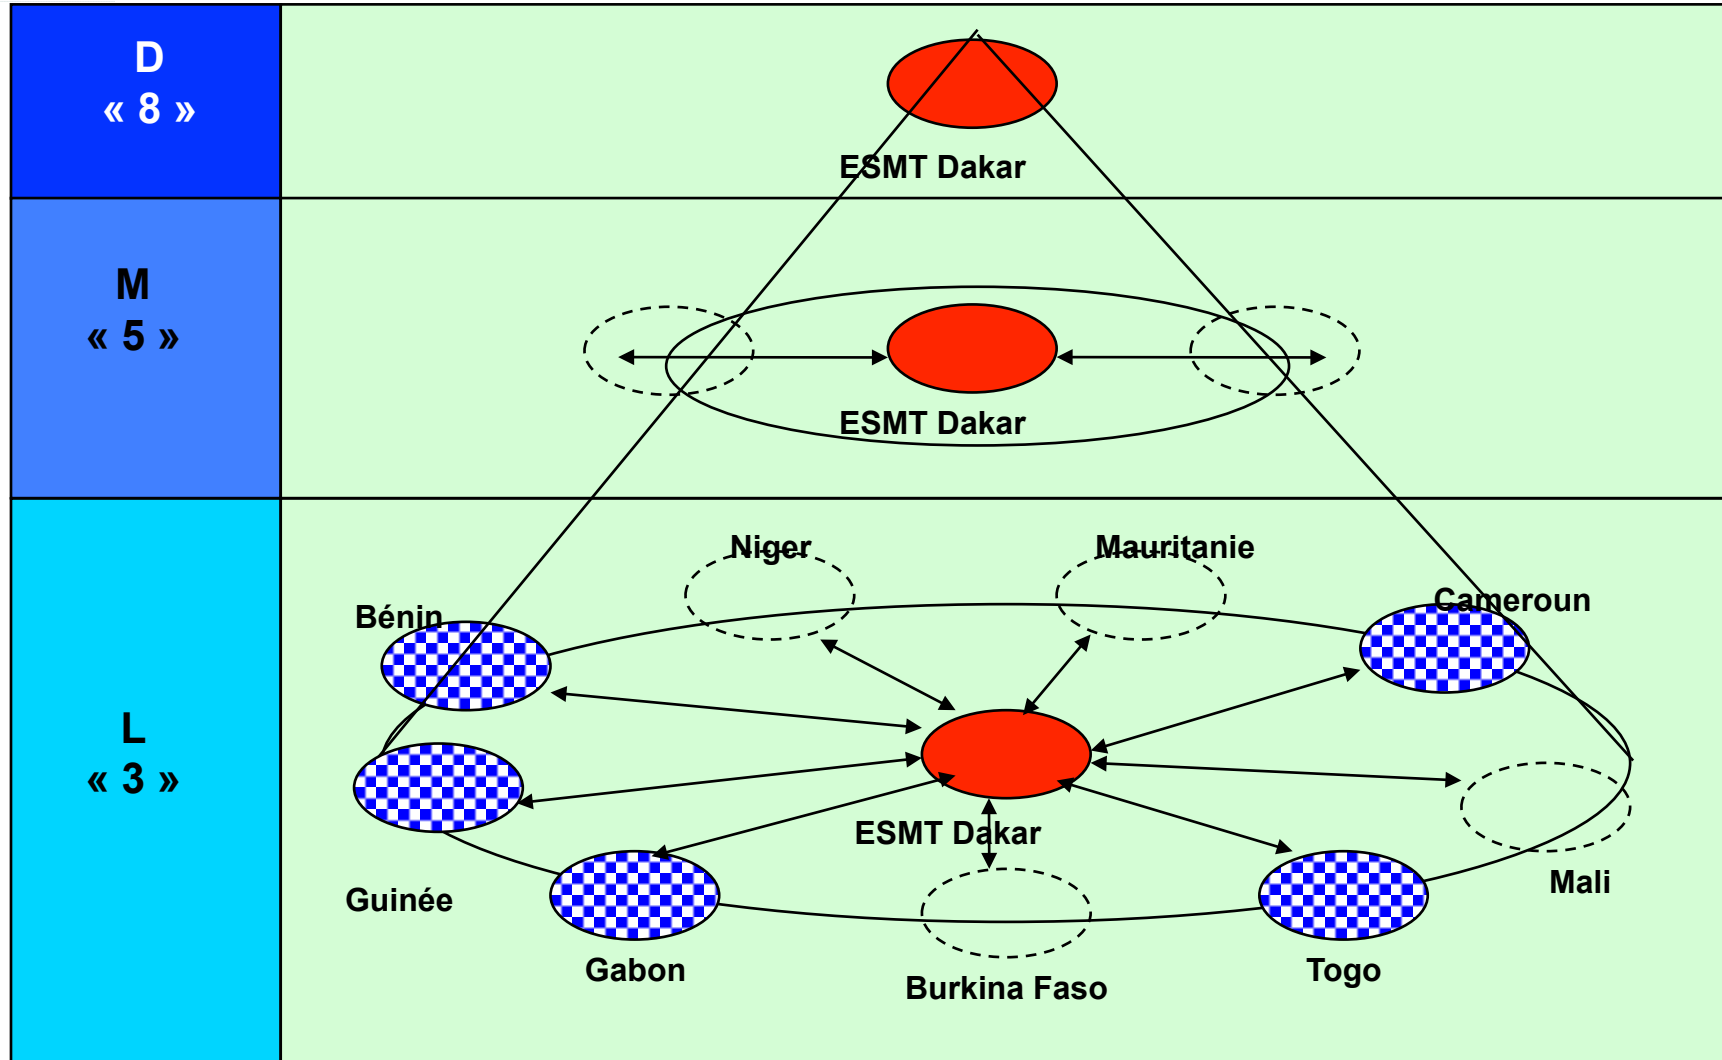 D
« 8 »
ESMT Dakar
M
« 5 »
ESMT Dakar
L
« 3 »
Niger
Mauritanie
Bénin
Cameroun
ESMT Dakar
Guinée
Mali
Gabon
Burkina Faso
Togo